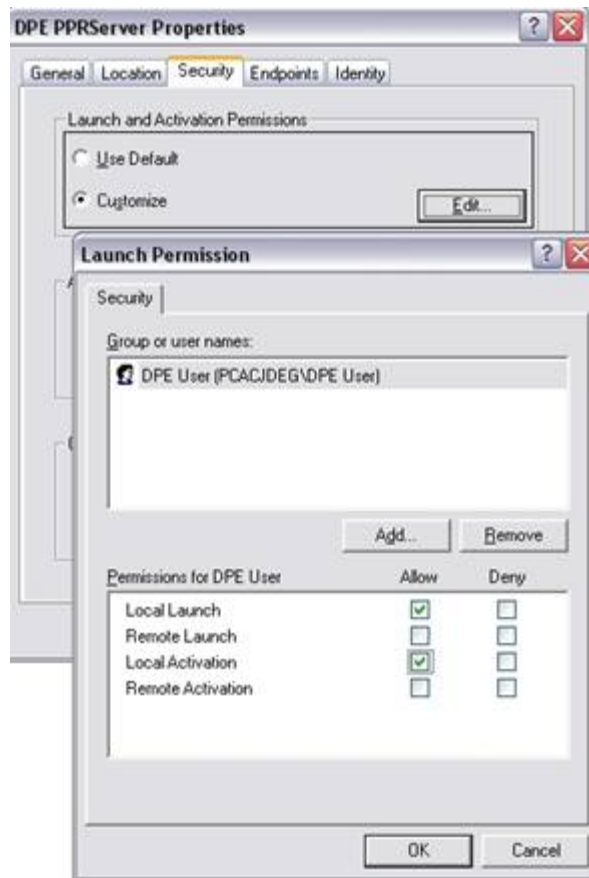 DPE PPRServer Properties
General Location Security Endpoints Identity
Launch and Activation Permissions
Use Default
Customize Edit...
Launch Permission
Security
Group or user names:
DPE User (PCACJDEG\DPE User)
Add... Remove
Permissions for DPE User Allow Deny
Local Launch
Remote Launch
Local Activation
Remote Activation
OK Cancel